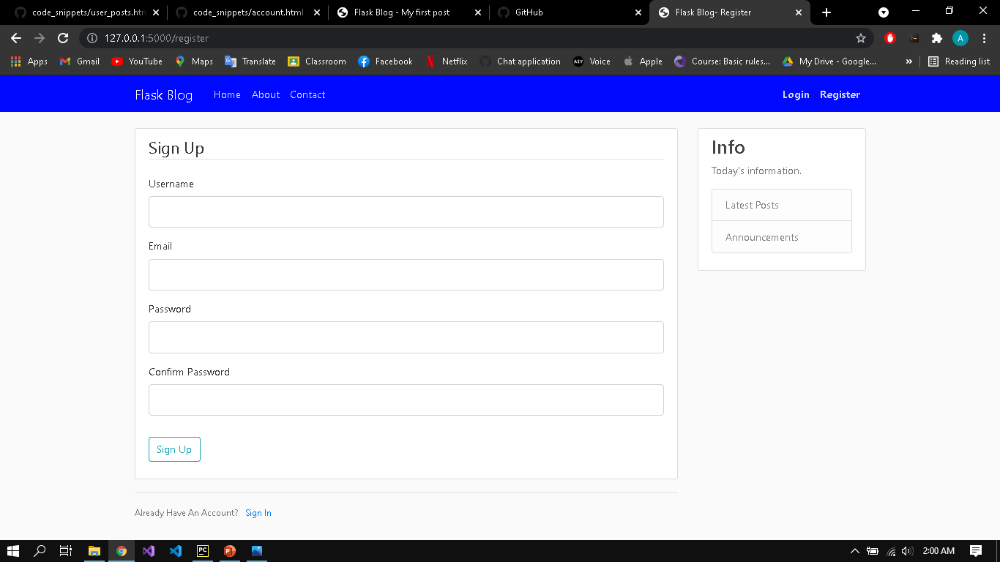 code_snippets/user_posts.htm
code_snippets/account.html
Flask Blog - My first post
GitHub
Flask Blog- Register
127.0.0.1:5000/register
A
Apps
Gmail
YouTube
Maps
Translate
Classroom
Facebook
Netflix
Chat application
AIY
Voice
Apple
Course: Basic rules...
My Drive - Google...
»
Reading list
Flask Blog
Home
About
Contact
Login
Register
Sign Up
Username
Email
Password
Confirm Password
Sign Up
Already Have An Account? Sign In
Info
Today's information.
Latest Posts
Announcements
PC
P
2:00 AM